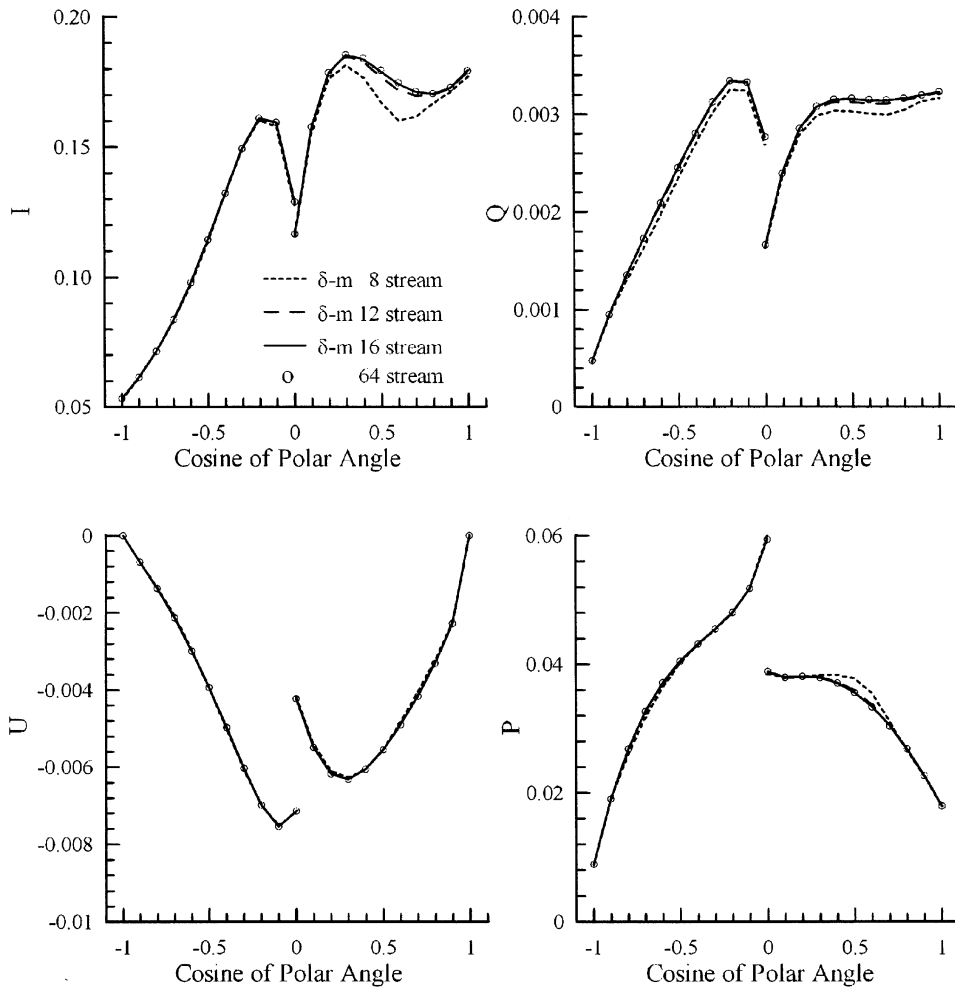 0.20
0.15
0.10
0.05
I
-1 -0.5 0 0.5 1
Cosine of Polar Angle
δ-m 8 stream
δ-m 12 stream
δ-m 16 stream
64 stream
0.004
0.003
0.002
0.001
0
Q
-1 -0.5 0 0.5 1
Cosine of Polar Angle
0
-0.002
-0.004
-0.006
-0.008
-0.01
U
-1 -0.5 0 0.5 1
Cosine of Polar Angle
0.06
0.04
0.02
0
P
-1 -0.5 0 0.5 1
Cosine of Polar Angle